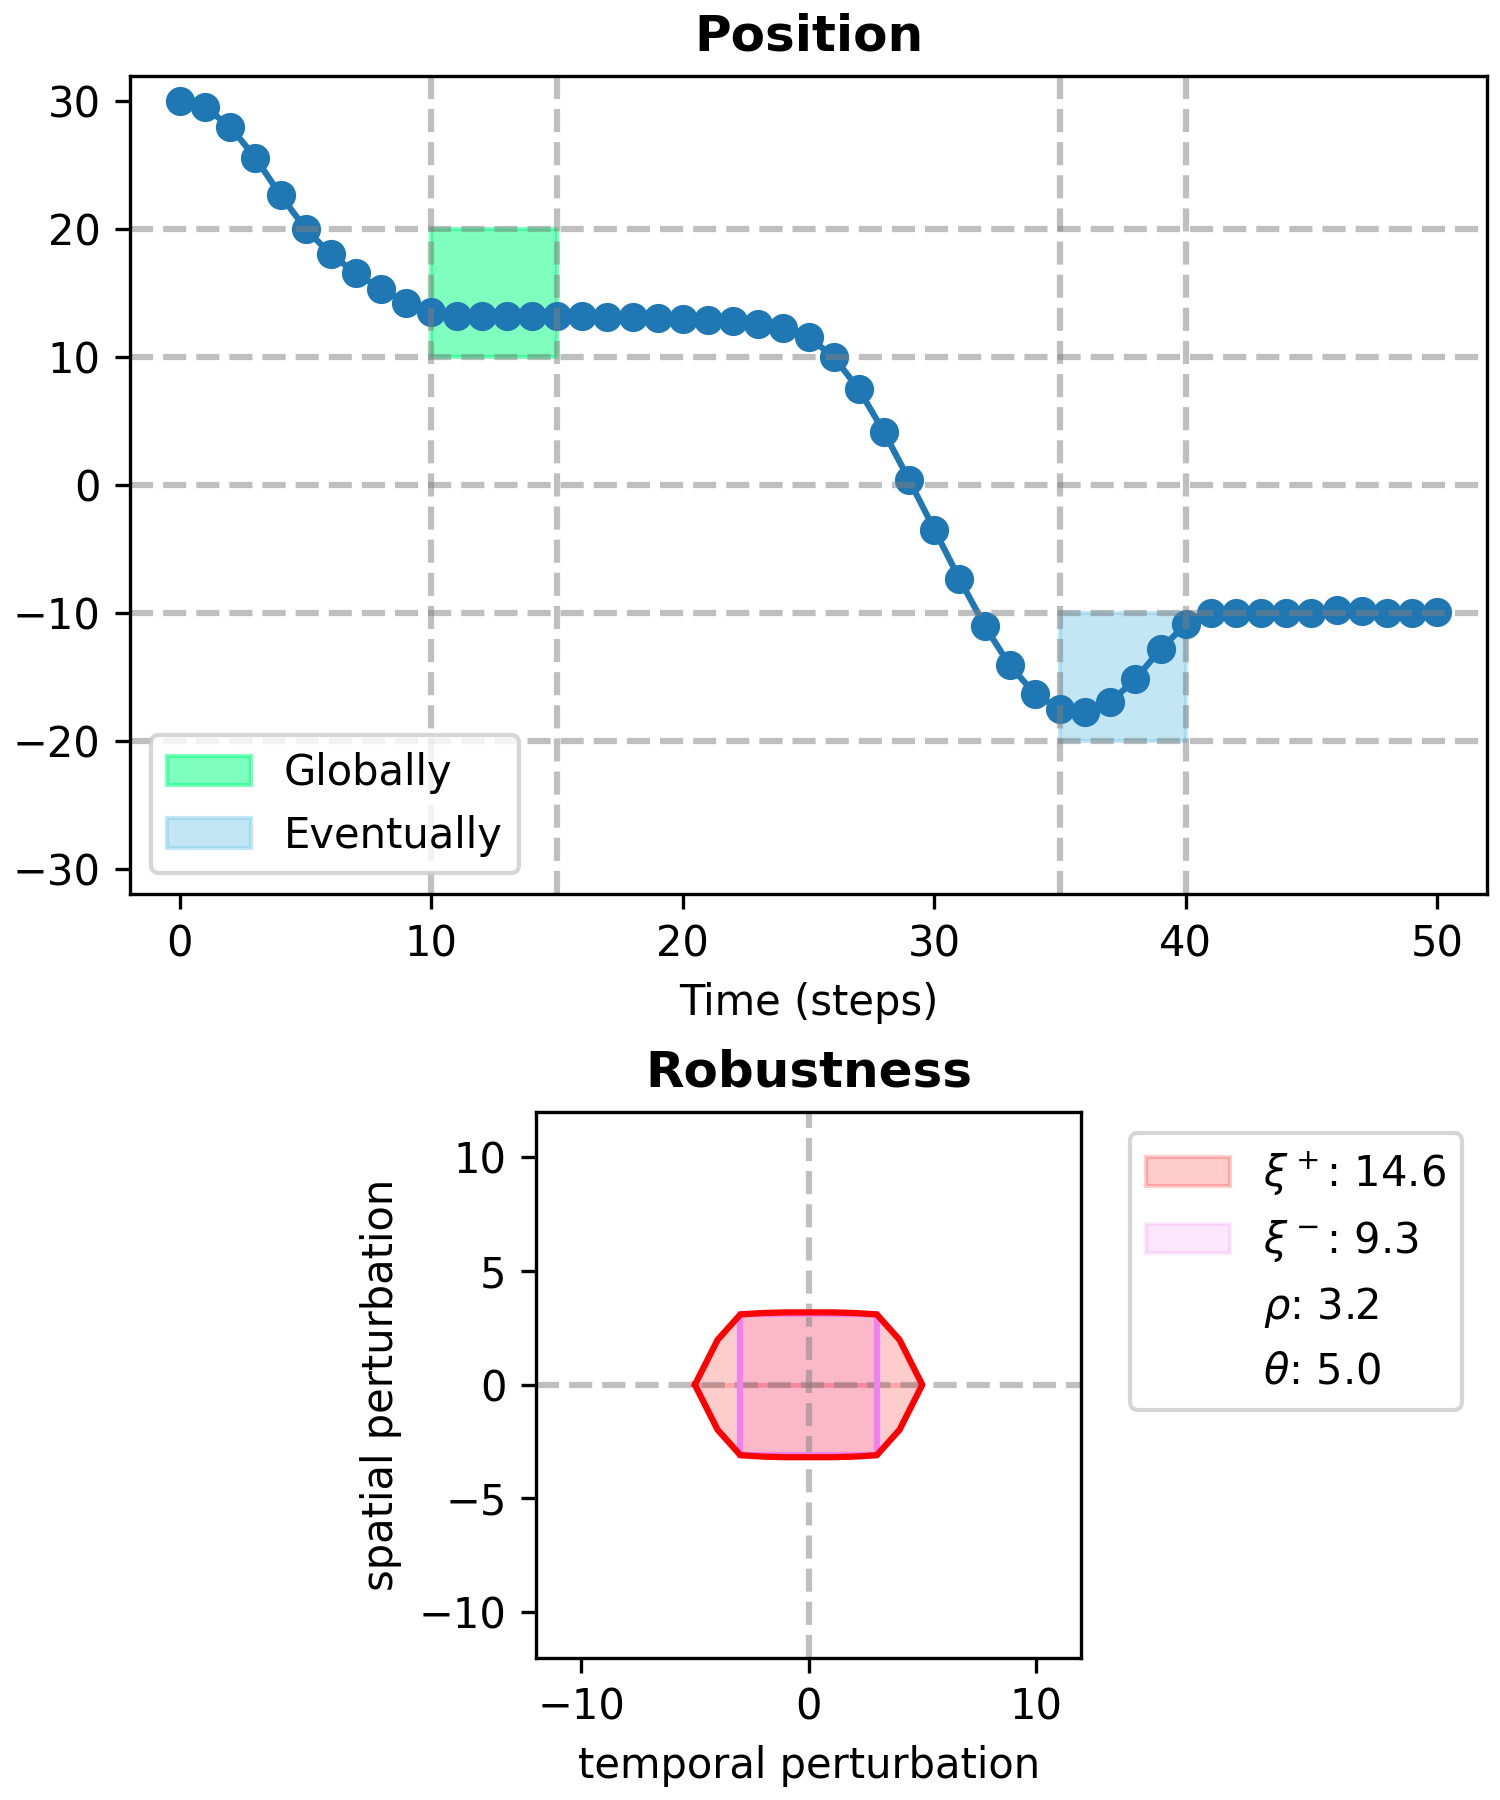 Position
30
20
10
0
−10
−20
−30
Globally
Eventually
0 10 20 30 40 50
Time (steps)
Robustness
10
5
0
−5
−10
spatial perturbation
−10 0 10
temporal perturbation
ξ⁺: 14.6
ξ⁻: 9.3
ρ: 3.2
θ: 5.0